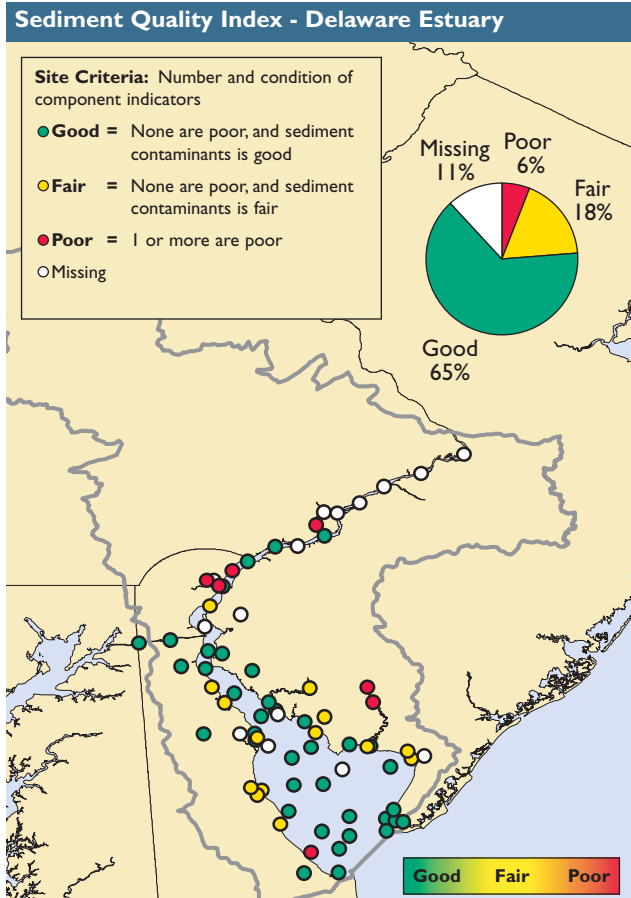 Sediment Quality Index - Delaware Estuary
Site Criteria: Number and condition of
component indicators
Good = None are poor, and sediment
contaminants is good
Fair = None are poor, and sediment
contaminants is fair
Poor = 1 or more are poor
Missing
Missing
11%
Poor
6%
Fair
18%
Good
65%
Good Fair Poor